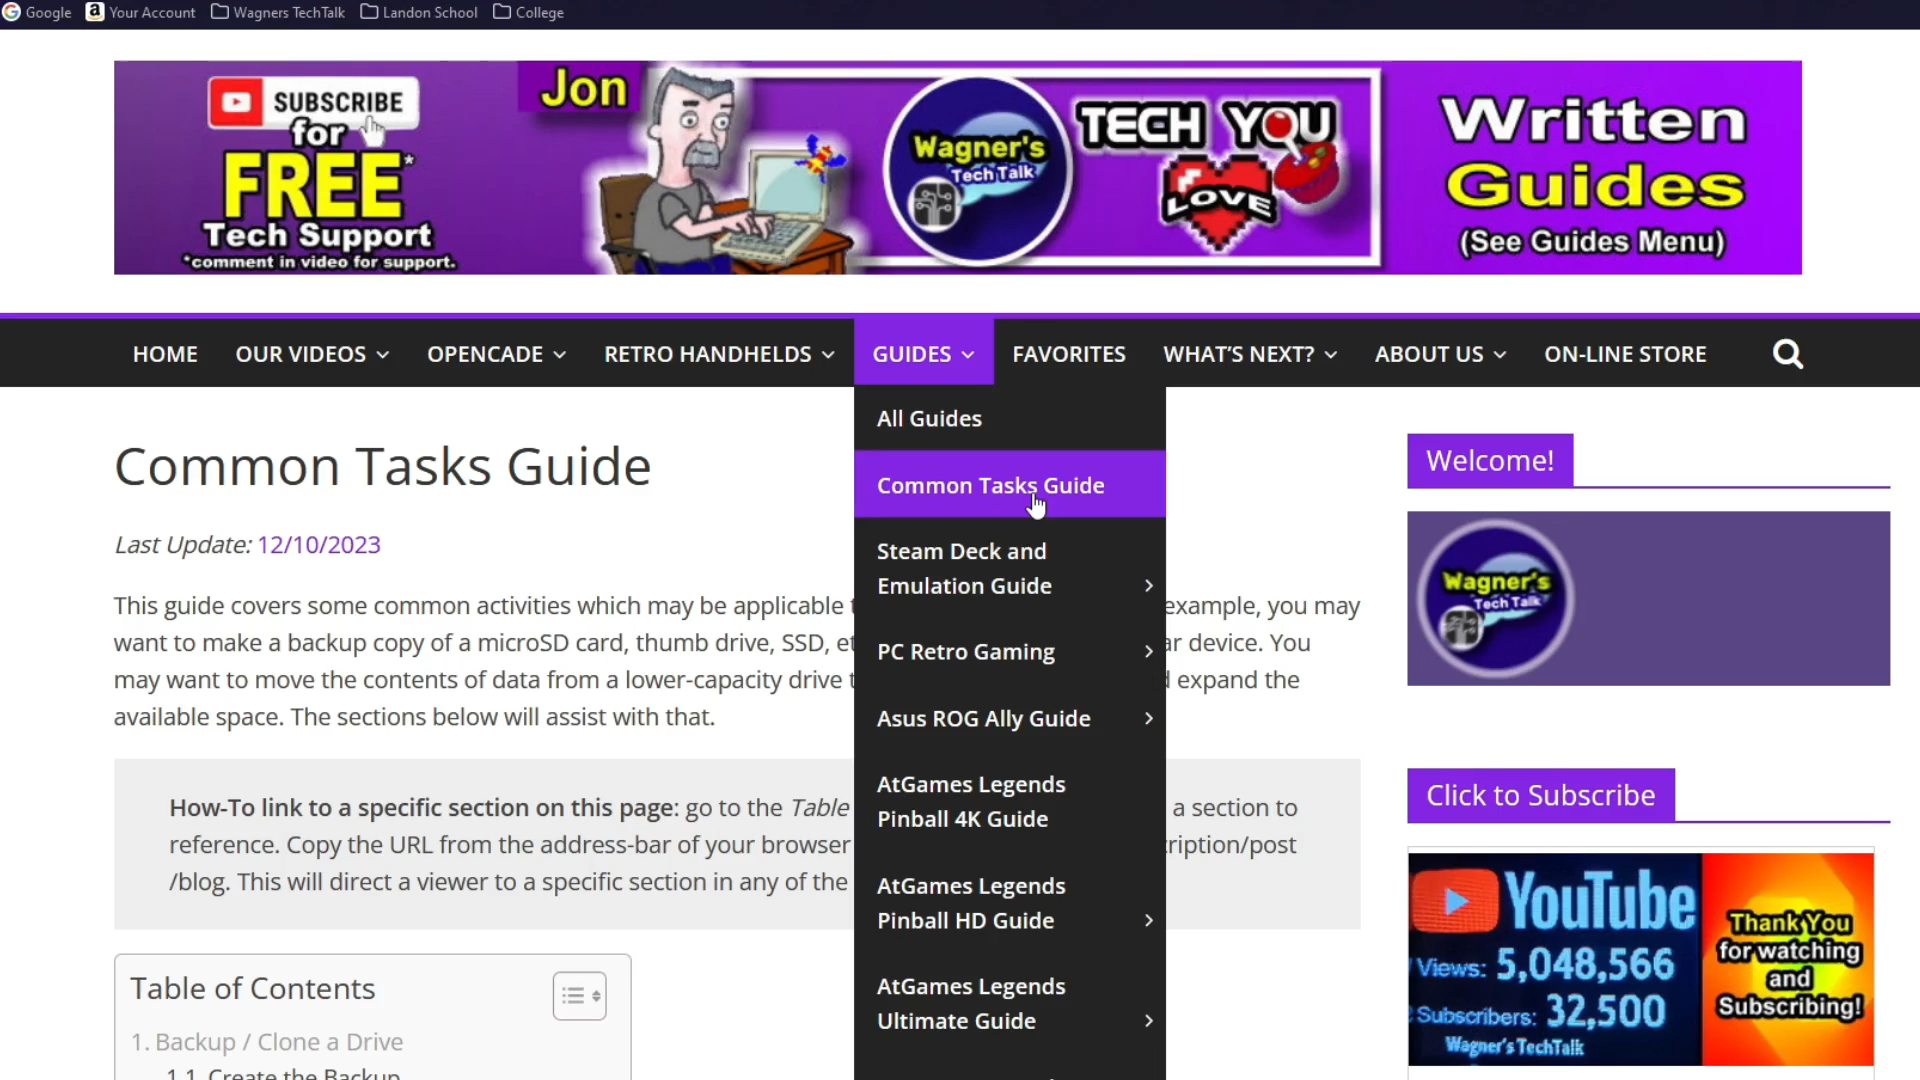 Google Your Account Wagners TechTalk Landon School College
SUBSCRIBE
for
FREE*
Tech Support
*comment in video for support.
Jon
Wagner's
Tech Talk
TECH YOU
LOVE
Written
Guides
(See Guides Menu)
HOME OUR VIDEOS OPENCADE RETRO HANDHELDS GUIDES FAVORITES WHAT'S NEXT? ABOUT US ON-LINE STORE
All Guides
Common Tasks Guide
Steam Deck and
Emulation Guide
PC Retro Gaming
Asus ROG Ally Guide
AtGames Legends
Pinball 4K Guide
AtGames Legends
Pinball HD Guide
AtGames Legends
Ultimate Guide
Common Tasks Guide
Last Update: 12/10/2023
This guide covers some common activities which may be applicable example, you may
want to make a backup copy of a microSD card, thumb drive, SSD, device. You
may want to move the contents of data from a lower-capacity drive expand the
available space. The sections below will assist with that.
How-To link to a specific section on this page: go to the Table a section to
reference. Copy the URL from the address-bar of your browser cription/post
/blog. This will direct a viewer to a specific section in any of the
Table of Contents
1. Backup / Clone a Drive
1.1. Create the Backup
Welcome!
Wagner's
Tech Talk
Click to Subscribe
YouTube
Views: 5,048,566
Subscribers: 32,500
Wagner's TechTalk
Thank You
for watching
and
Subscribing!